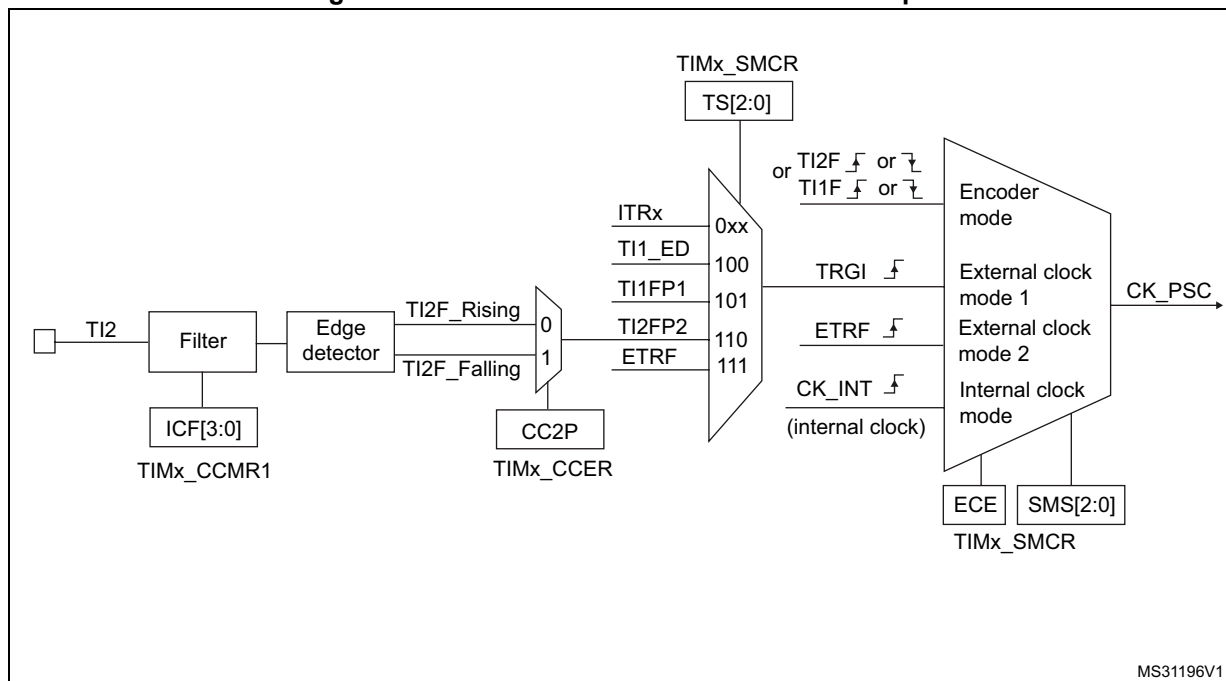 TIMx_SMCR
TS[2:0]
or TI2F or
TI1F or
Encoder
mode
ITRx
0xx
TI1_ED
100
TRGI
External clock
mode 1
CK_PSC
TI1FP1
101
TI2F_Rising
0
TI2
Filter
Edge
detector
TI2FP2
110
ETRF
External clock
mode 2
1
TI2F_Falling
ETRF
111
CK_INT
Internal clock
mode
(internal clock)
ICF[3:0]
CC2P
TIMx_CCMR1
TIMx_CCER
ECE
SMS[2:0]
TIMx_SMCR
MS31196V1